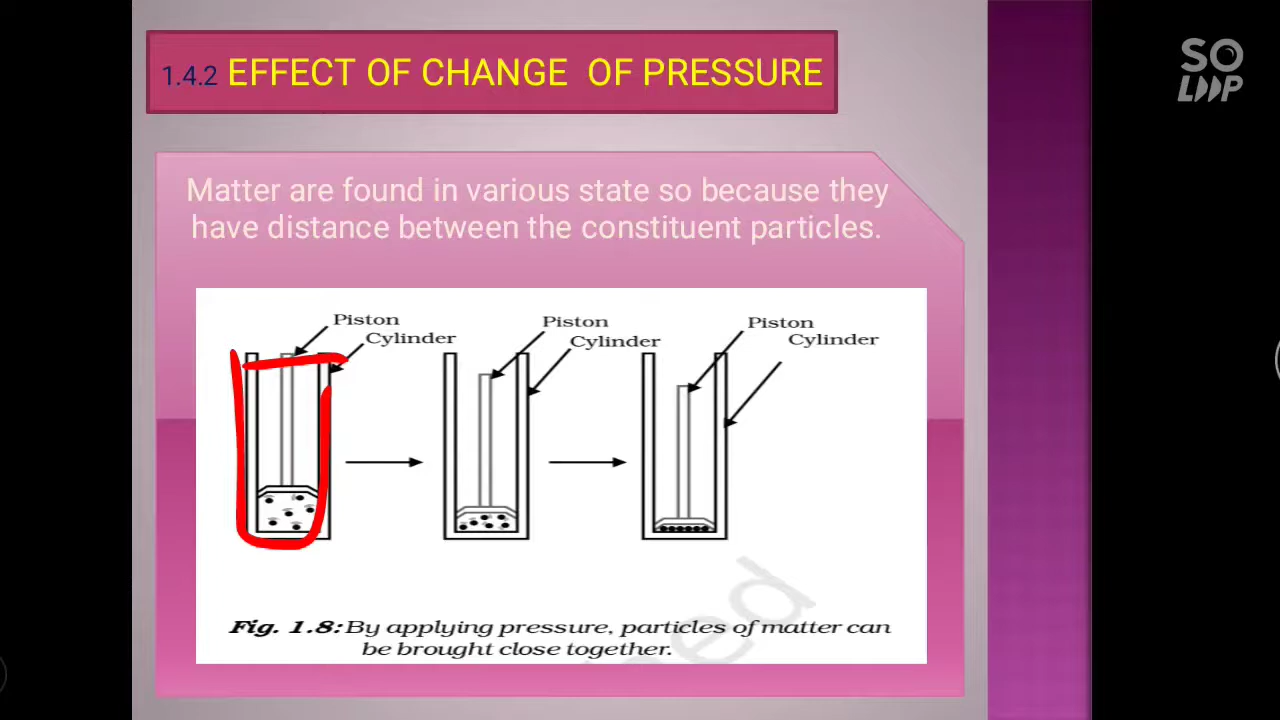 1.4.2 EFFECT OF CHANGE OF PRESSURE
SO
LOOP
Matter are found in various state so because they
have distance between the constituent particles.
Piston
Cylinder
Piston
Cylinder
Piston
Cylinder
Fig. 1.8: By applying pressure, particles of matter can
be brought close together.